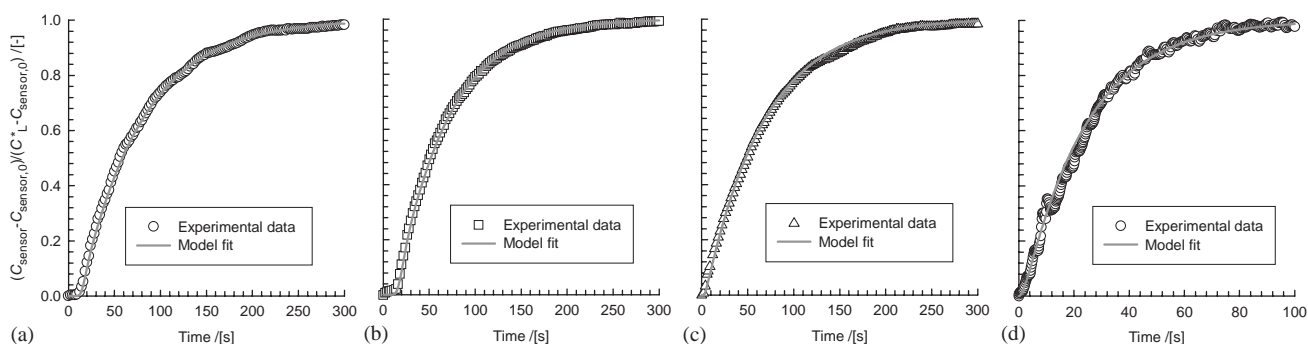 (C_sensor-C_sensor,0)/(C*_L-C_sensor,0) /[-]
1.0
0.8
0.6
0.4
0.2
0.0
Experimental data
Model fit
0 50 100 150 200 250 300
(a) Time /[s]
Experimental data
Model fit
0 50 100 150 200 250 300
(b) Time /[s]
Experimental data
Model fit
0 50 100 150 200 250 300
(c) Time /[s]
Experimental data
Model fit
0 20 40 60 80 100
(d) Time /[s]